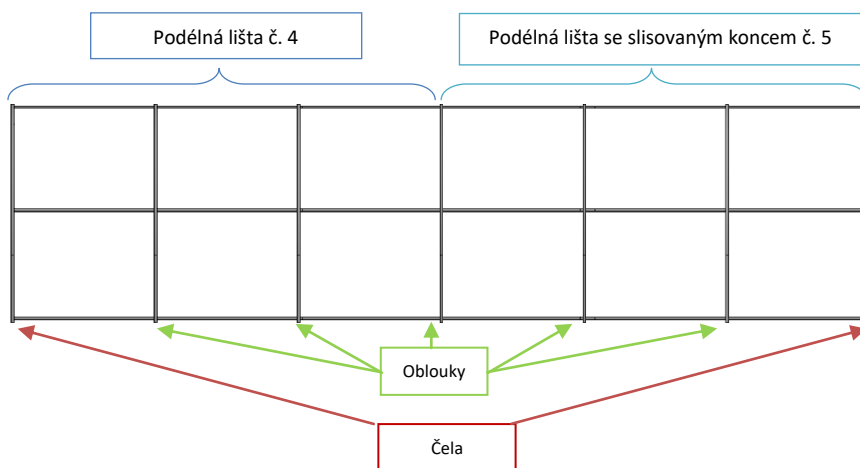 Podélná lišta č. 4
Podélná lišta se slisovaným koncem č. 5
Oblouky
Čela